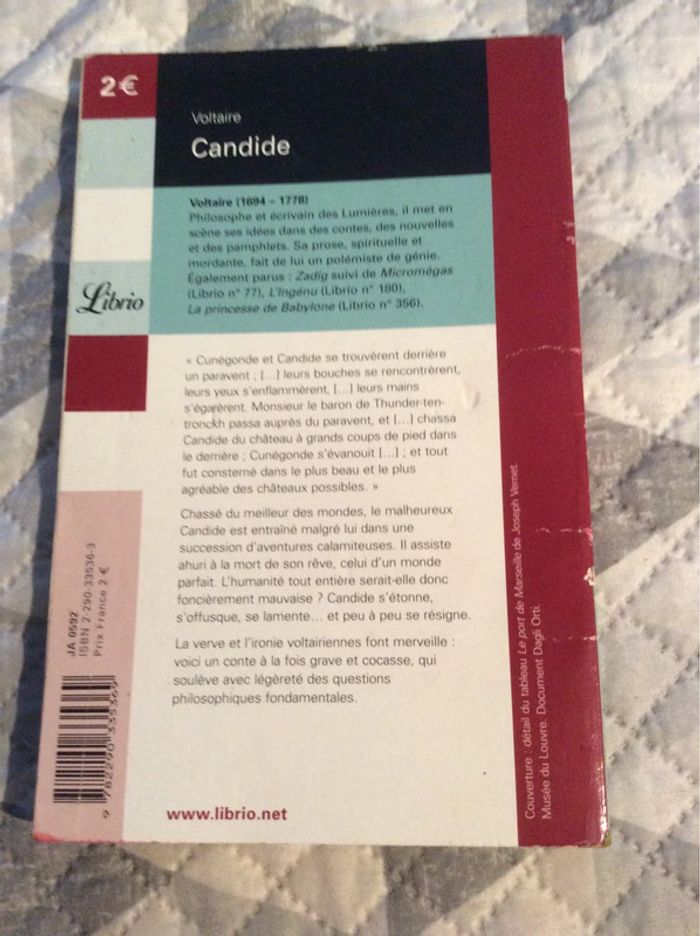 2 €
Voltaire
Candide
Voltaire (1694 – 1778)
Philosophe et écrivain des Lumières, il met en
scène ses idées dans des contes, des nouvelles
et des pamphlets. Sa prose, spirituelle et
mordante, fait de lui un polémiste de génie.
Également parus : Zadig suivi de Micromégas
(Librio n° 77), L'Ingénu (Librio n° 180),
La princesse de Babylone (Librio n° 356).
Librio
« Cunégonde et Candide se trouvèrent derrière
un paravent ; [...] leurs bouches se rencontrèrent,
leurs yeux s'enflammèrent, [...] leurs mains
s'égarèrent. Monsieur le baron de Thunder-ten-
tronckh passa auprès du paravent, et [...] chassa
Candide du château à grands coups de pied dans
le derrière ; Cunégonde s'évanouit [...] ; et tout
fut consterné dans le plus beau et le plus
agréable des châteaux possibles. »
Chassé du meilleur des mondes, le malheureux
Candide est entraîné malgré lui dans une
succession d'aventures calamiteuses. Il assiste
ahuri à la mort de son rêve, celui d'un monde
parfait. L'humanité tout entière serait-elle donc
foncièrement mauvaise ? Candide s'étonne,
s'offusque, se lamente... et peu à peu se résigne.
La verve et l'ironie voltairiennes font merveille :
voici un conte à la fois grave et cocasse, qui
soulève avec légèreté des questions
philosophiques fondamentales.
www.librio.net
JA 0592
ISBN 2-290-33536-3
Prix France 2 €
9 782290 335369
Couverture : détail du tableau Le port de Marseille de Joseph Vernet.
Musée du Louvre. Document Dagli Orti.